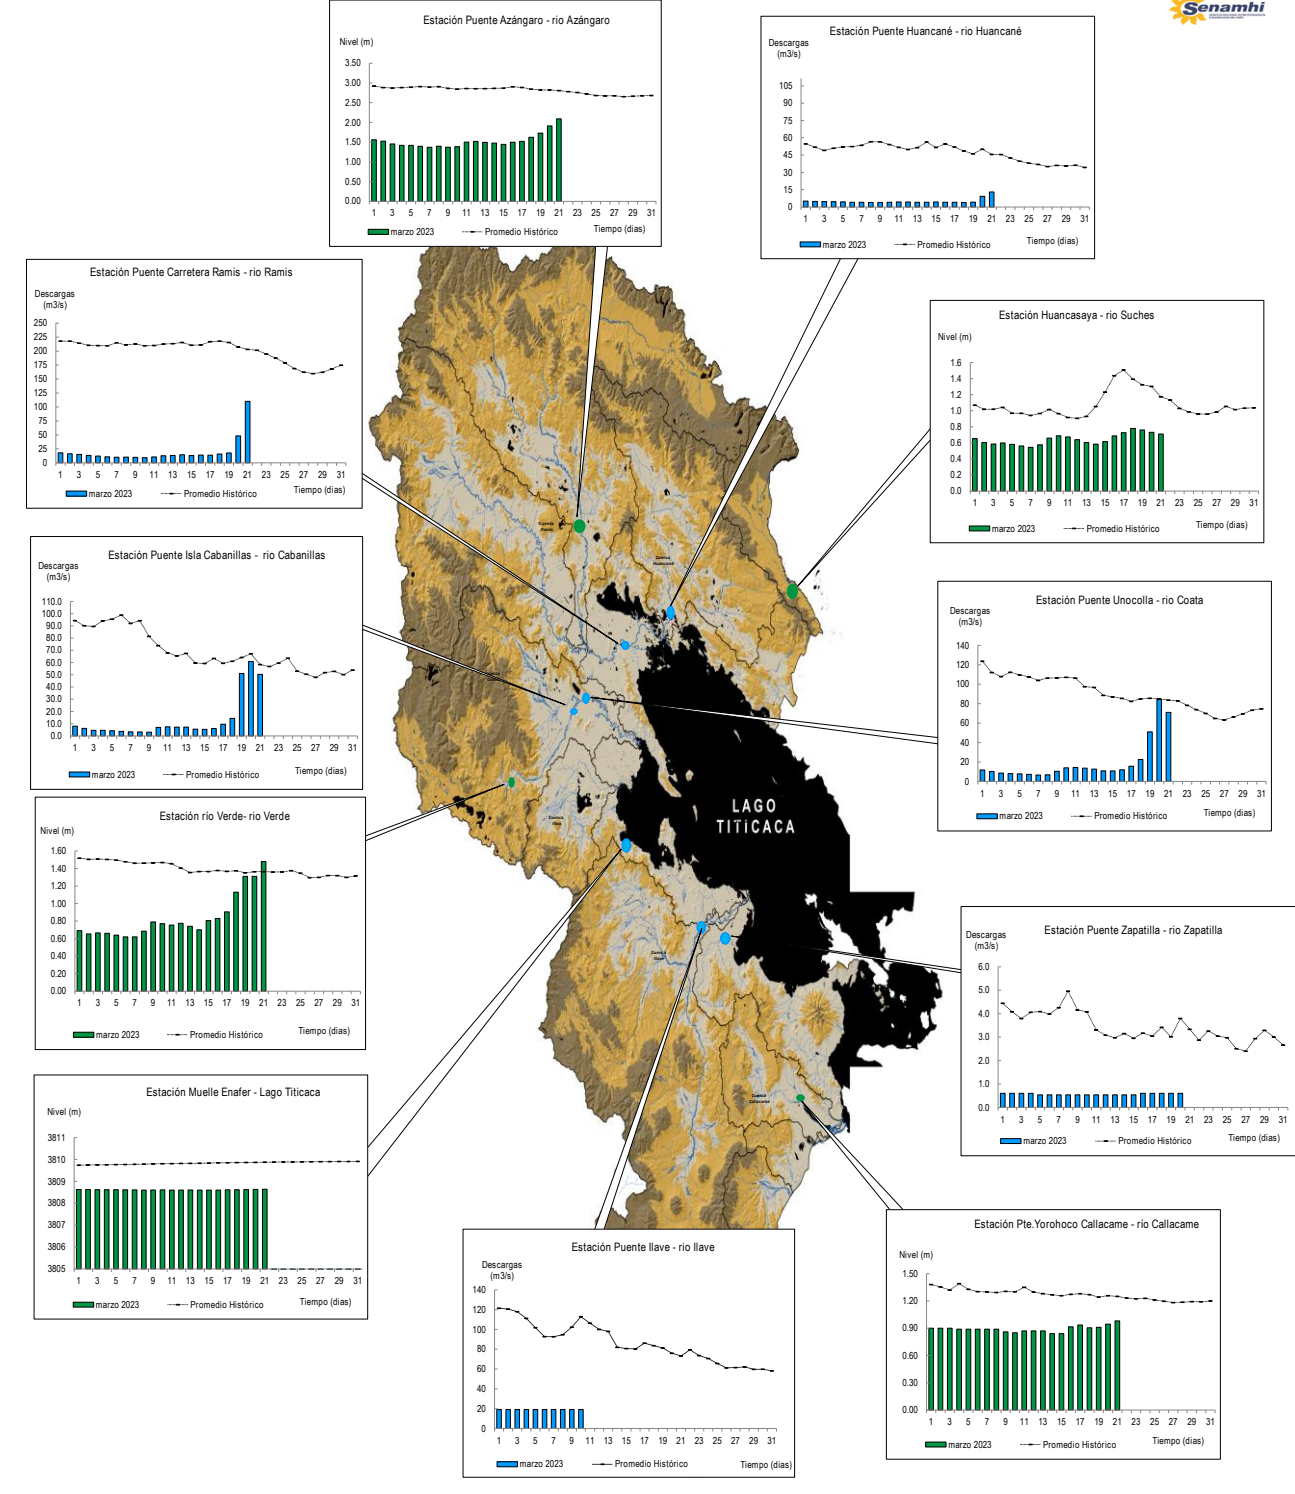 Senamhi
Estación Puente Azángaro - rio Azángaro
Nivel (m)
3.50
3.00
2.50
2.00
1.50
1.00
0.50
0.00
1 3 5 7 9 11 13 15 17 19 21 23 25 27 29 31
marzo 2023 Promedio Histórico Tiempo (dias)
Estación Puente Huancané - rio Huancané
Descargas
(m3/s)
105
90
75
60
45
30
15
0
1 3 5 7 9 11 13 15 17 19 21 23 25 27 29 31
marzo 2023 Promedio Histórico Tiempo (dias)
Estación Puente Carretera Ramis - rio Ramis
Descargas
(m3/s)
250
225
200
175
150
125
100
75
50
25
0
1 3 5 7 9 11 13 15 17 19 21 23 25 27 29 31
marzo 2023 Promedio Histórico Tiempo (dias)
Estación Huancasaya - rio Suches
Nivel (m)
1.6
1.4
1.2
1.0
0.8
0.6
0.4
0.2
0.0
1 3 5 7 9 11 13 15 17 19 21 23 25 27 29 31
marzo 2023 Promedio Histórico Tiempo (dias)
Estación Puente Isla Cabanillas - rio Cabanillas
Descargas
(m3/s)
110.0
100.0
90.0
80.0
70.0
60.0
50.0
40.0
30.0
20.0
10.0
0.0
1 3 5 7 9 11 13 15 17 19 21 23 25 27 29 31
marzo 2023 Promedio Histórico Tiempo (dias)
Estación Puente Unocolla - rio Coata
Descargas
(m3/s)
140
120
100
80
60
40
20
0
1 3 5 7 9 11 13 15 17 19 21 23 25 27 29 31
marzo 2023 Promedio Histórico Tiempo (dias)
Estación río Verde- rio Verde
Nivel (m)
1.60
1.40
1.20
1.00
0.80
0.60
0.40
0.20
0.00
1 3 5 7 9 11 13 15 17 19 21 23 25 27 29 31
marzo 2023 Promedio Histórico Tiempo (dias)
Cuenca
Ramis
Cuenca
Huancané
LAGO
TITICACA
Cuenca
Illpa
Cuenca
Ilave
Cuenca
Callacame
Estación Puente Zapatilla - rio Zapatilla
Descargas
(m3/s)
6.0
5.0
4.0
3.0
2.0
1.0
0.0
1 3 5 7 9 11 13 15 17 19 21 23 25 27 29 31
marzo 2023 Promedio Histórico Tiempo (dias)
Estación Muelle Enafer - Lago Titicaca
Nivel (m)
3811
3810
3809
3808
3807
3806
3805
1 3 5 7 9 11 13 15 17 19 21 23 25 27 29 31
marzo 2023 Promedio Histórico Tiempo (dias)
Estación Puente Ilave - rio Ilave
Descargas
(m3/s)
140
120
100
80
60
40
20
0
1 3 5 7 9 11 13 15 17 19 21 23 25 27 29 31
marzo 2023 Promedio Histórico Tiempo (dias)
Estación Pte.Yorohoco Callacame - río Callacame
Nivel (m)
1.50
1.20
0.90
0.60
0.30
0.00
1 3 5 7 9 11 13 15 17 19 21 23 25 27 29 31
marzo 2023 Promedio Histórico Tiempo (dias)